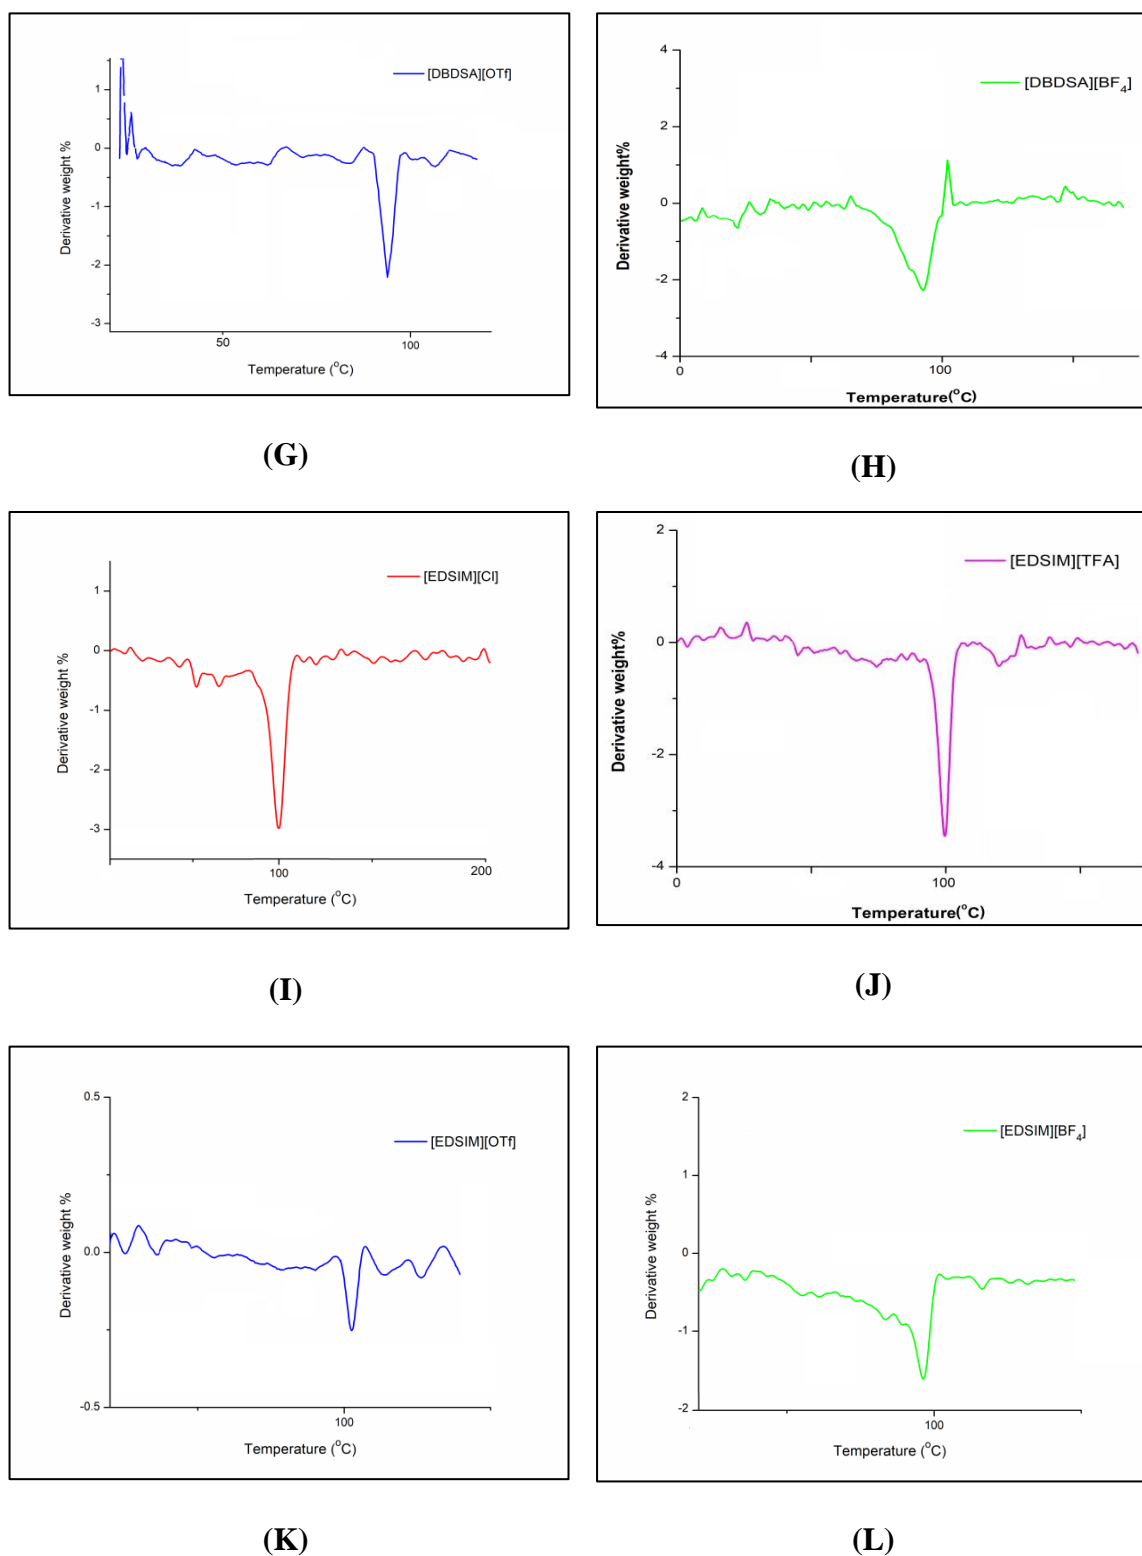 [DBDSA][OTf]
1
0
-1
-2
-3
Derivative weight %
50
100
Temperature (°C)
(G)
[DBDSA][BF₄]
4
2
0
-2
-4
Derivative weight%
0
100
Temperature(°C)
(H)
[EDSIM][Cl]
1
0
-1
-2
-3
Derivative weight %
100
200
Temperature (°C)
(I)
[EDSIM][TFA]
2
0
-2
-4
Derivative weight%
0
100
Temperature(°C)
(J)
[EDSIM][OTf]
0.5
0.0
-0.5
Derivative weight %
100
Temperature (°C)
(K)
[EDSIM][BF₄]
2
1
0
-1
-2
Derivative weight %
100
Temperature (°C)
(L)